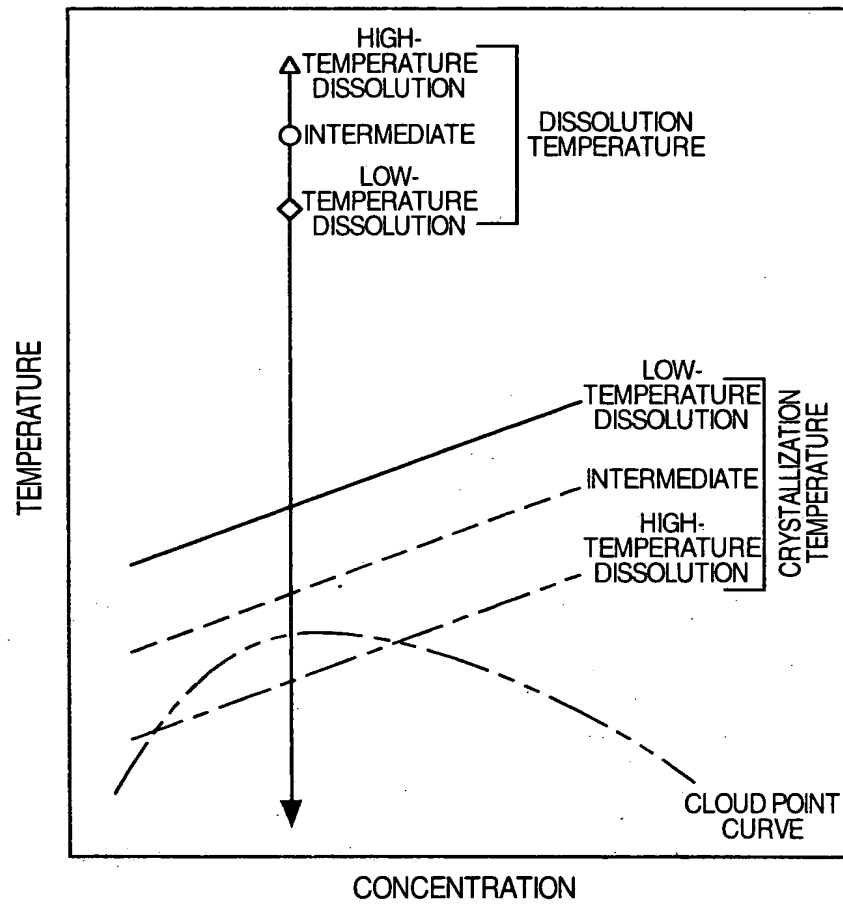 HIGH-
TEMPERATURE
DISSOLUTION
INTERMEDIATE
LOW-
TEMPERATURE
DISSOLUTION
DISSOLUTION
TEMPERATURE
TEMPERATURE
LOW-
TEMPERATURE
DISSOLUTION
INTERMEDIATE
HIGH-
TEMPERATURE
DISSOLUTION
CRYSTALLIZATION
TEMPERATURE
CLOUD POINT
CURVE
CONCENTRATION